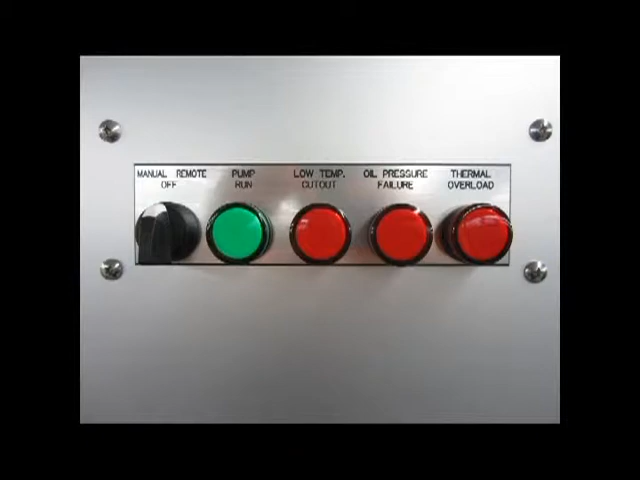 MANUAL REMOTE
OFF
PUMP
RUN
LOW TEMP.
CUTOUT
OIL PRESSURE
FAILURE
THERMAL
OVERLOAD